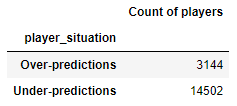 Count of players
player_situation
Over-predictions 3144
Under-predictions 14502